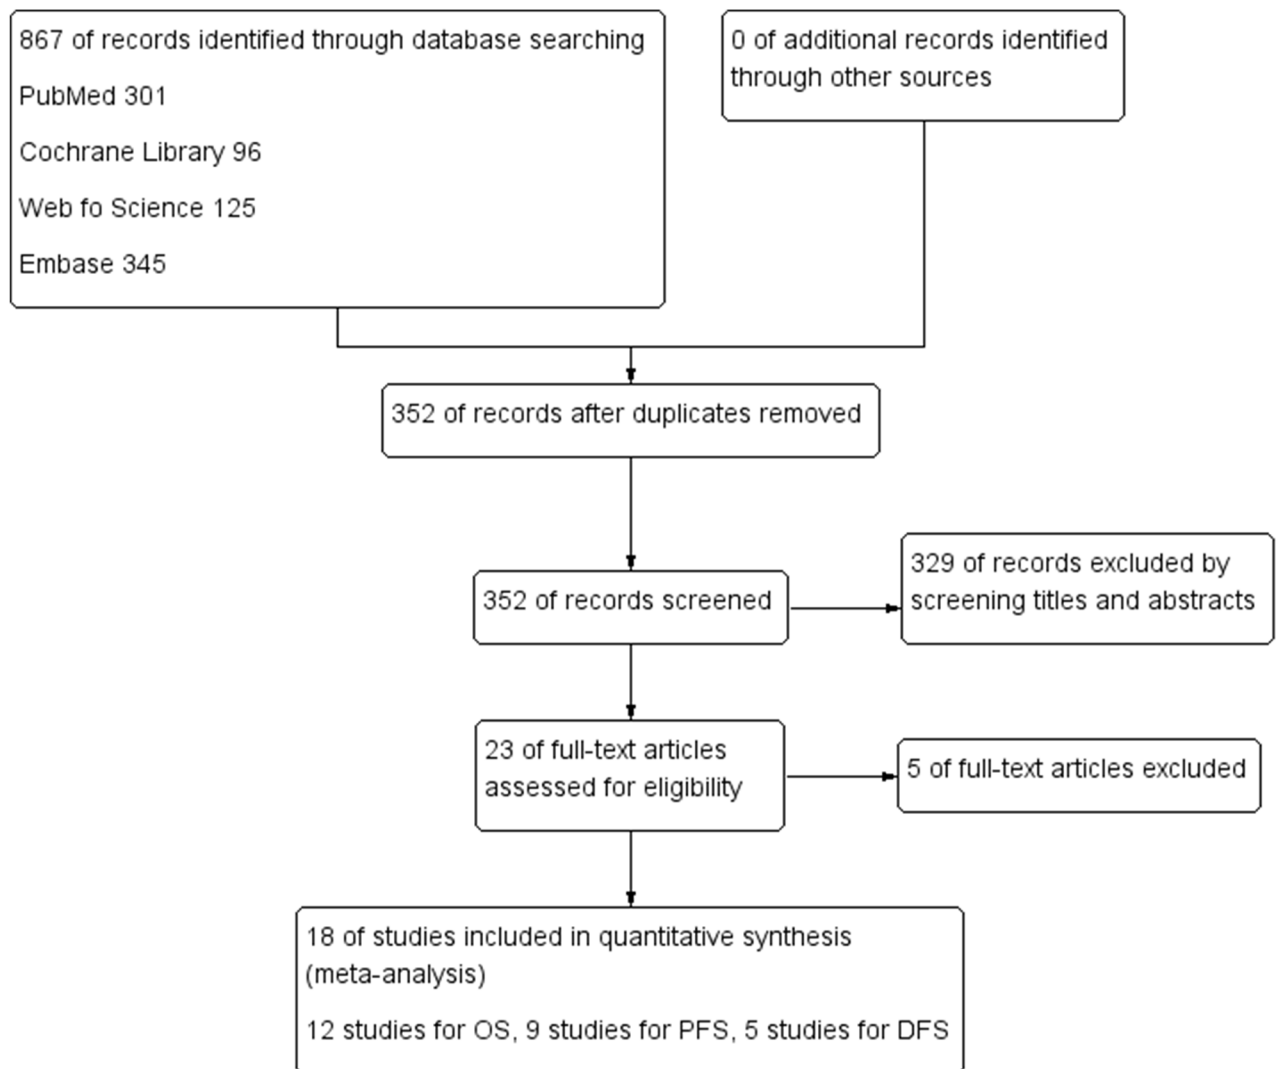 867 of records identified through database searching
PubMed 301
Cochrane Library 96
Web fo Science 125
Embase 345
0 of additional records identified
through other sources
352 of records after duplicates removed
352 of records screened
329 of records excluded by
screening titles and abstracts
23 of full-text articles
assessed for eligibility
5 of full-text articles excluded
18 of studies included in quantitative synthesis
(meta-analysis)
12 studies for OS, 9 studies for PFS, 5 studies for DFS